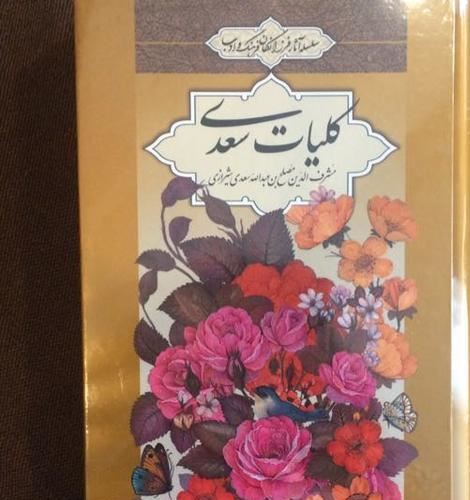 سلسله آثار فرزانگان فرهنگ و ادب
کلیات سعدی
مشرف الدین مصلح بن عبدالله سعدی شیرازی